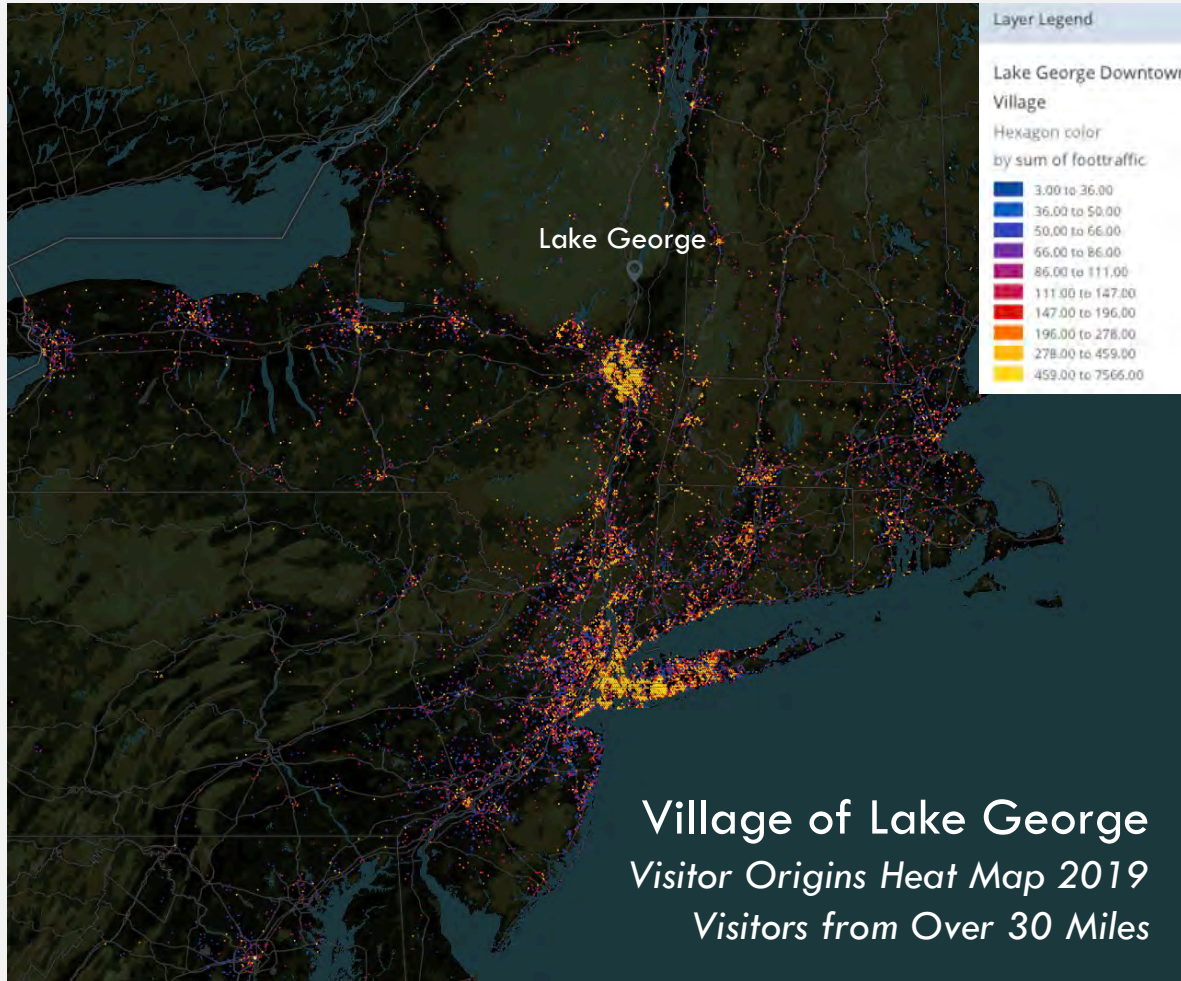 Layer Legend
Lake George Downtown
Village
Hexagon color
by sum of foottraffic
3.00 to 36.00
36.00 to 50.00
50.00 to 66.00
66.00 to 86.00
86.00 to 111.00
111.00 to 147.00
147.00 to 196.00
196.00 to 278.00
278.00 to 459.00
459.00 to 7566.00
Lake George
Village of Lake George
Visitor Origins Heat Map 2019
Visitors from Over 30 Miles